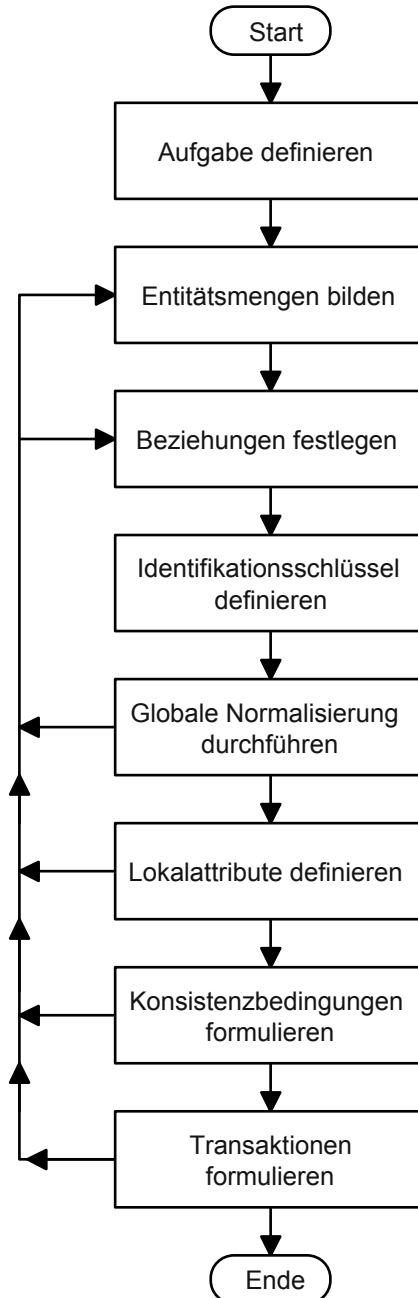 Start
Aufgabe definieren
Entitätsmengen bilden
Beziehungen festlegen
Identifikationsschlüssel
definieren
Globale Normalisierung
durchführen
Lokalattribute definieren
Konsistenzbedingungen
formulieren
Transaktionen
formulieren
Ende